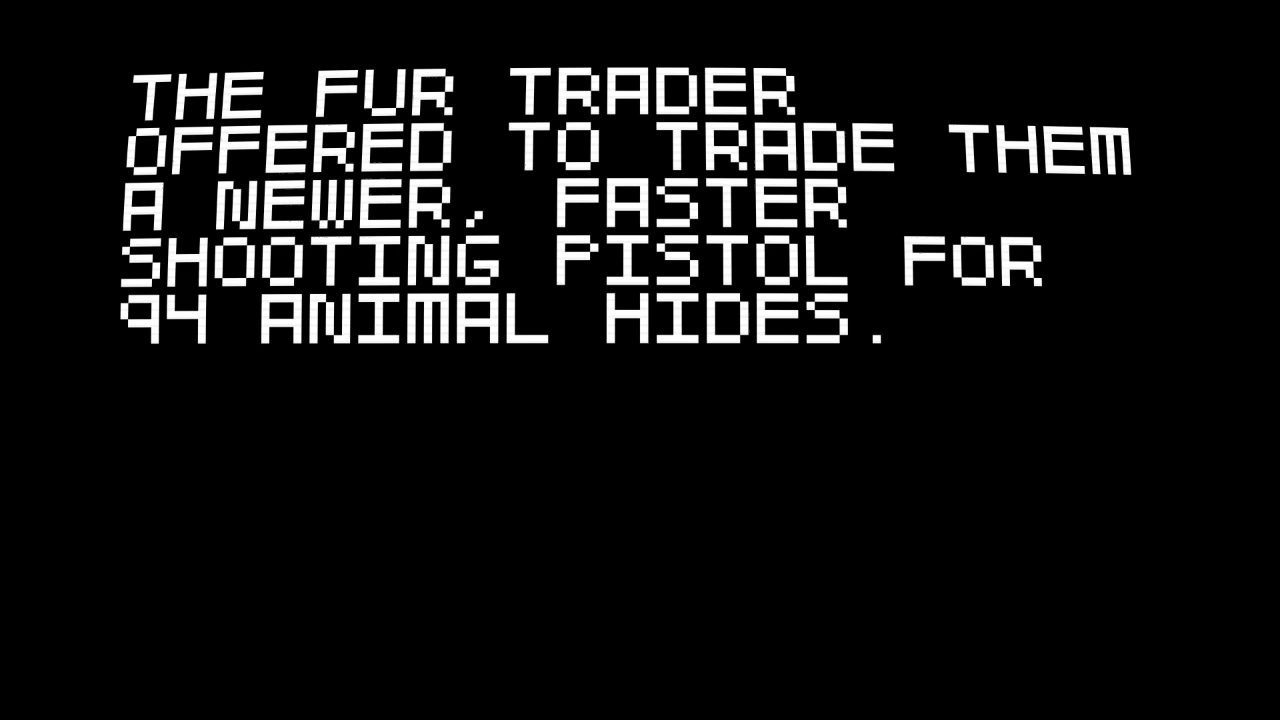 THE FUR TRADER
OFFERED TO TRADE THEM
A NEWER, FASTER
SHOOTING PISTOL FOR
94 ANIMAL HIDES.